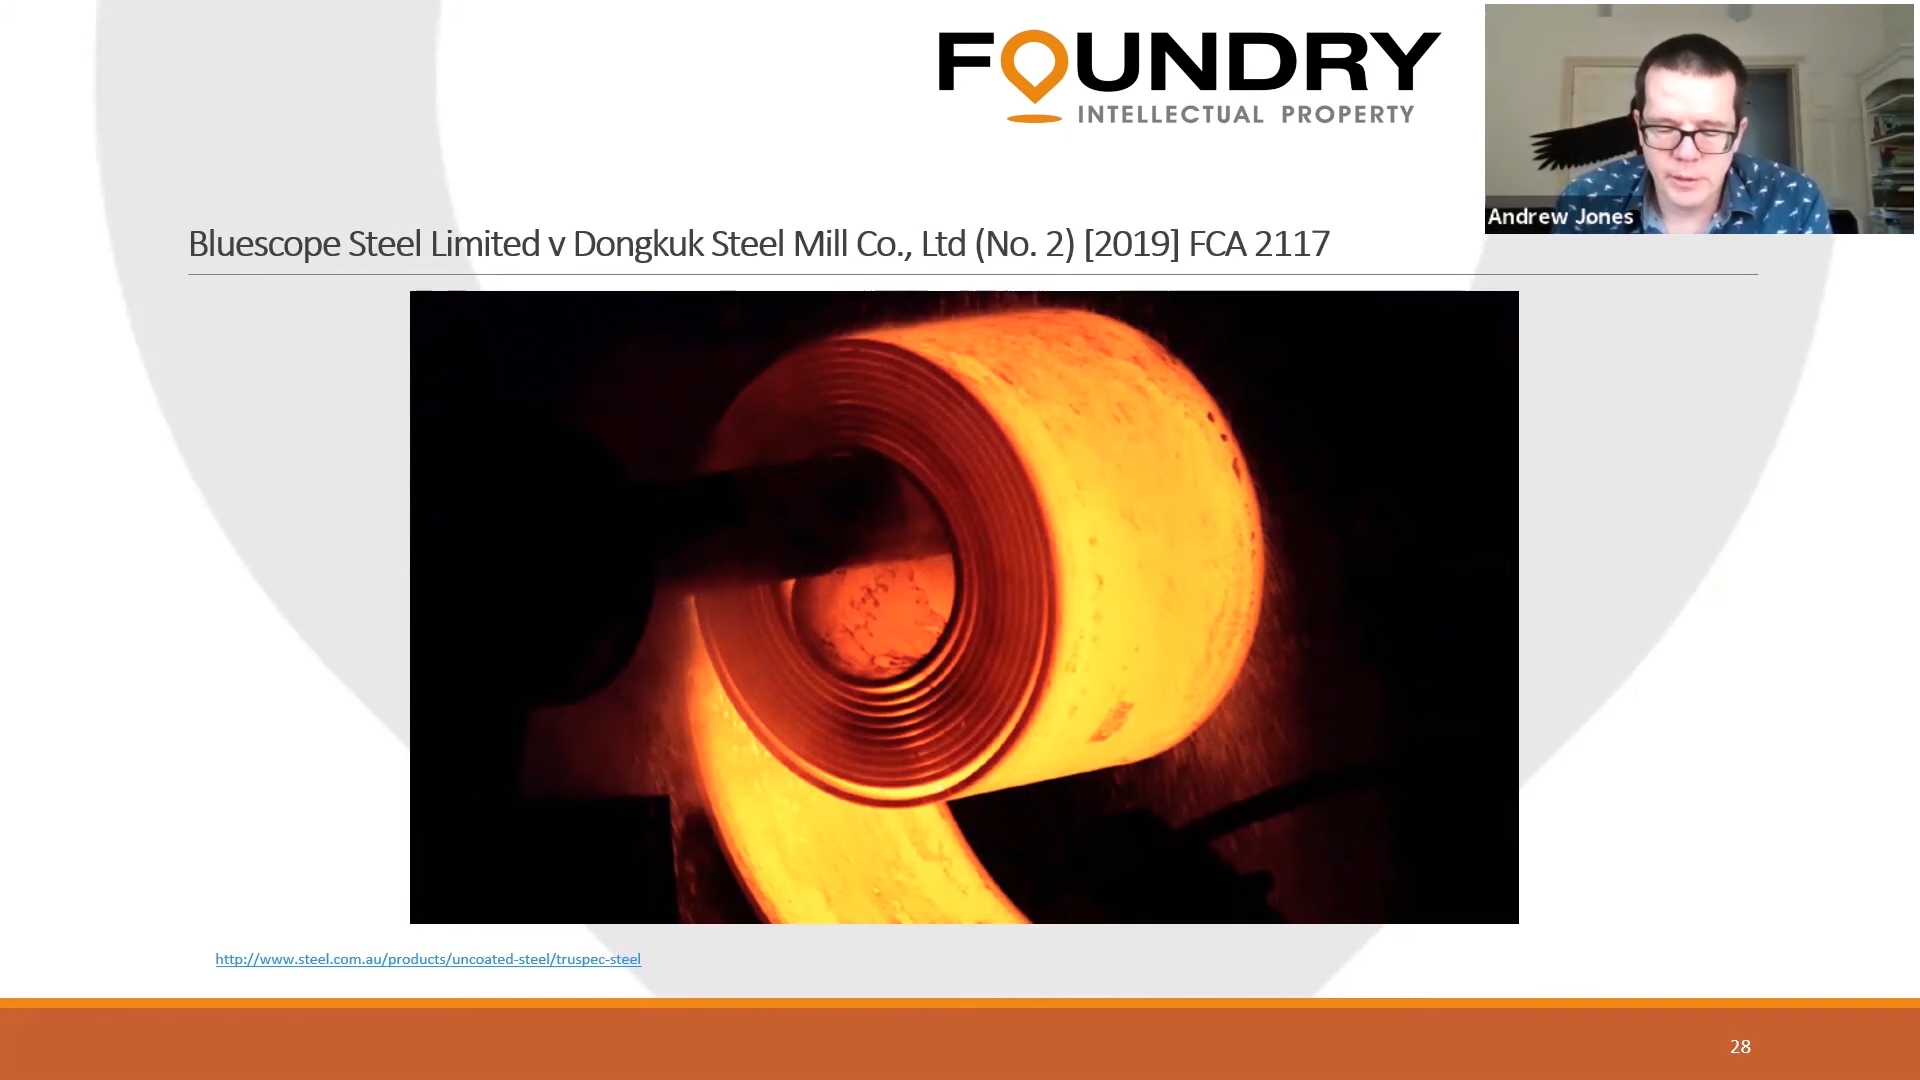 FOUNDRY
INTELLECTUAL PROPERTY
Andrew Jones
Bluescope Steel Limited v Dongkuk Steel Mill Co., Ltd (No. 2) [2019] FCA 2117
http://www.steel.com.au/products/uncoated-steel/truspec-steel
28